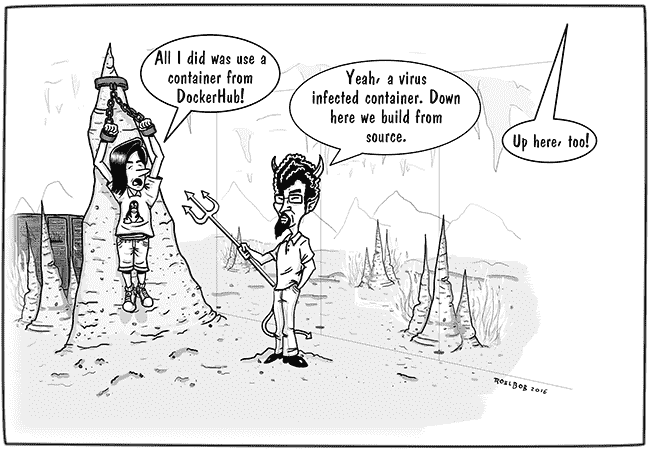 All I did was use a
container from
DockerHub!
Yeah, a virus
infected container. Down
here we build from
source.
Up here, too!
ROELBOB 2016